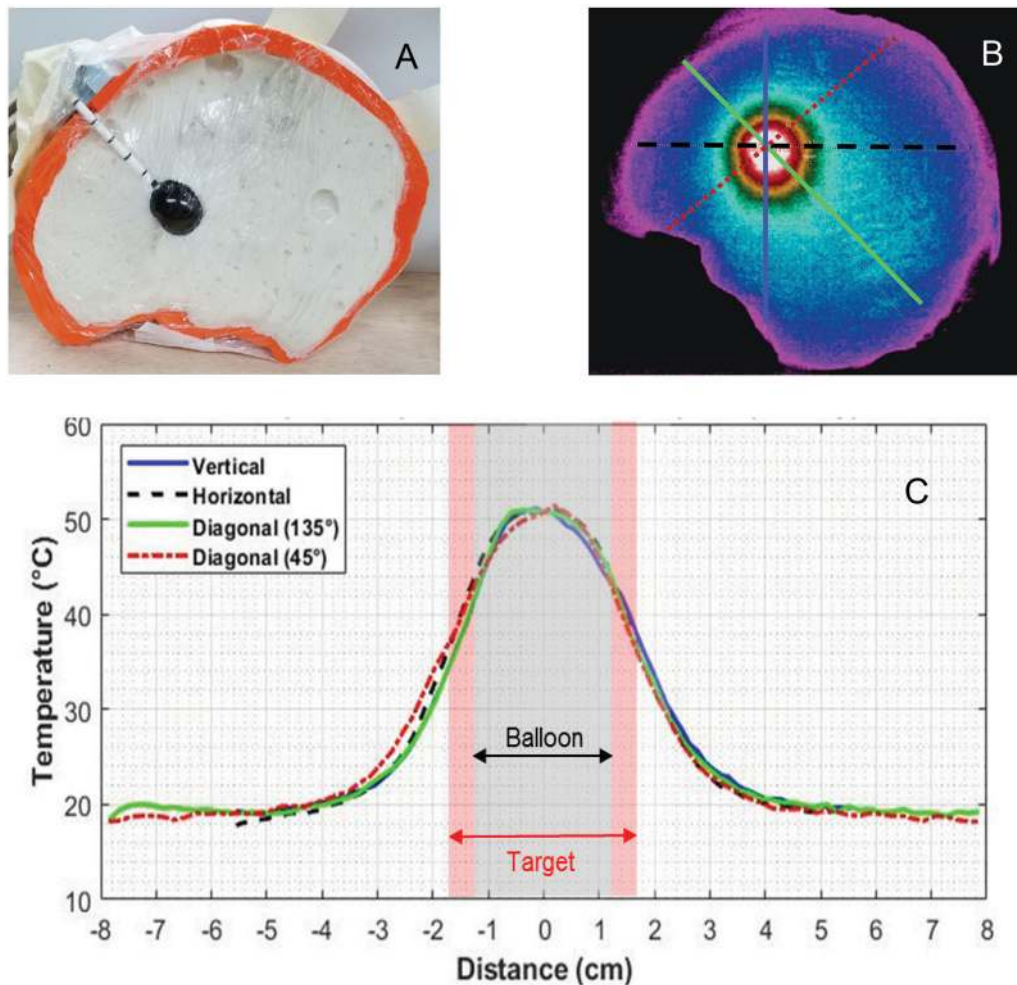 A
B
C
60
50
40
30
20
10
Temperature (°C)
Vertical
Horizontal
Diagonal (135°)
Diagonal (45°)
Balloon
Target
-8 -7 -6 -5 -4 -3 -2 -1 0 1 2 3 4 5 6 7 8
Distance (cm)